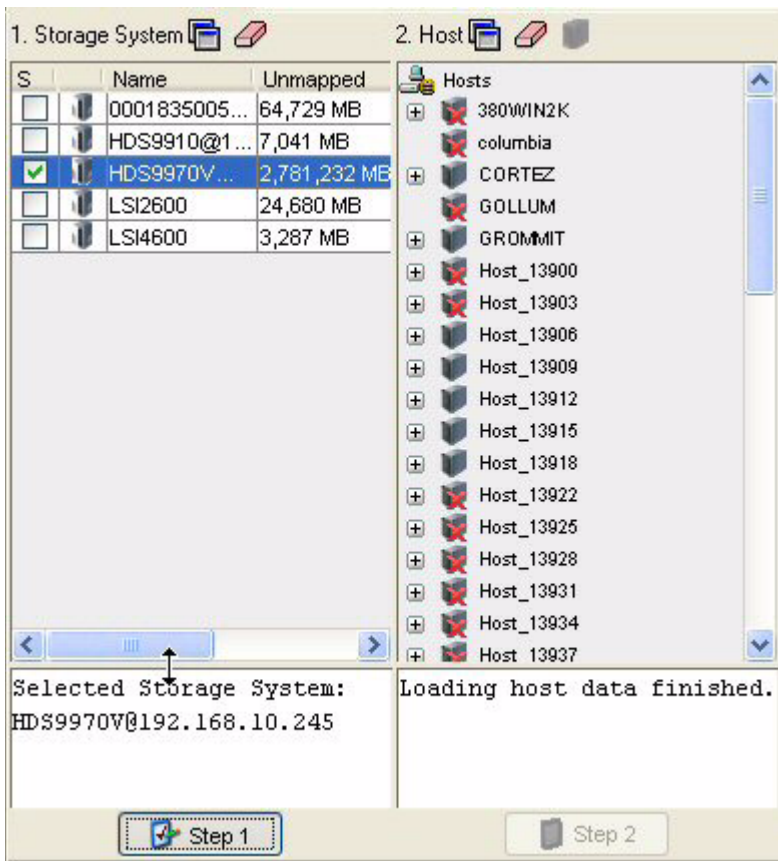 1. Storage System
S Name Unmapped
0001835005... 64,729 MB
HDS9910@1... 7,041 MB
HDS9970V... 2,781,232 MB
LSI2600 24,680 MB
LSI4600 3,287 MB
Selected Storage System:
HDS9970V@192.168.10.245
Step 1
2. Host
Hosts
380WIN2K
columbia
CORTEZ
GOLLUM
GROMMIT
Host_13900
Host_13903
Host_13906
Host_13909
Host_13912
Host_13915
Host_13918
Host_13922
Host_13925
Host_13928
Host_13931
Host_13934
Host_13937
Loading host data finished.
Step 2